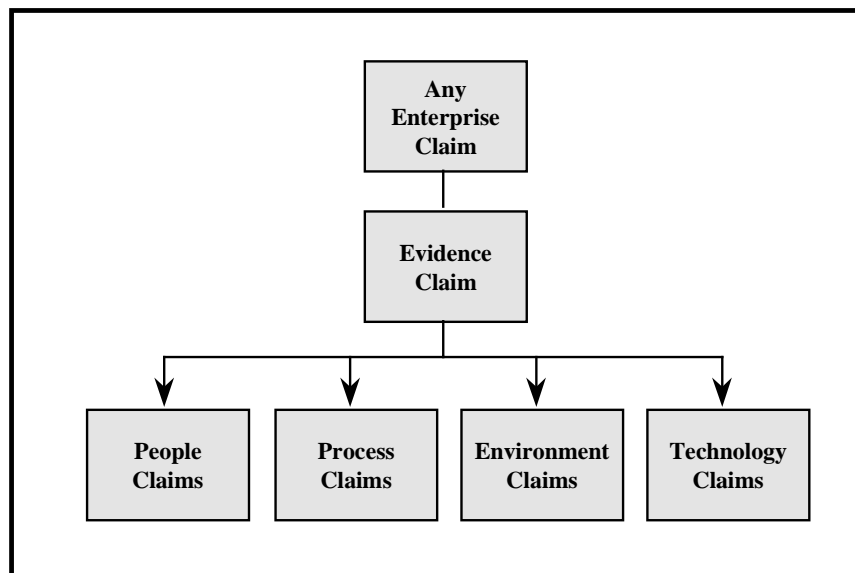 Any
Enterprise
Claim
Evidence
Claim
People
Claims
Process
Claims
Environment
Claims
Technology
Claims